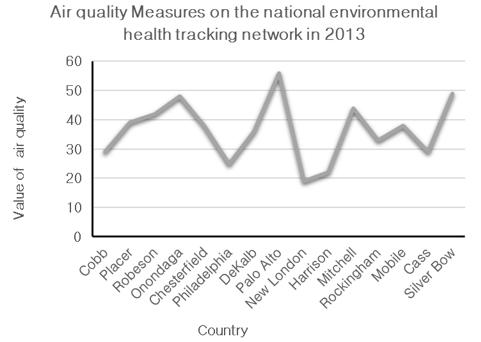 Air quality Measures on the national environmental
health tracking network in 2013
Value of air quality
60
50
40
30
20
10
0
Cobb
Placer
Robeson
Onondaga
Chesterfield
Philadelphia
DeKalb
Palo Alto
New London
Harrison
Mitchell
Rockingham
Mobile
Cass
Silver Bow
Country